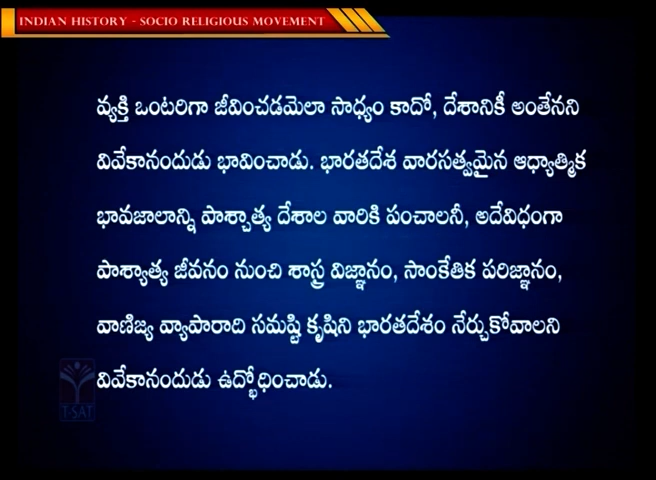 INDIAN HISTORY - SOCIO RELIGIOUS MOVEMENT
వ్యక్తి ఒంటరిగా జీవించడమెలా సాధ్యం కాదో, దేశానికీ అంతేనని
వివేకానందుడు భావించాడు. భారతదేశ వారసత్వమైన ఆధ్యాత్మిక
భావజాలాన్ని పాశ్చాత్య దేశాల వారికి పంచాలనీ, అదేవిధంగా
పాశ్యాత్య జీవనం నుంచి శాస్త్ర విజ్ఞానం, సాంకేతిక పరిజ్ఞానం,
వాణిజ్య వ్యాపారాది సమష్టి కృషిని భారతదేశం నేర్చుకోవాలని
వివేకానందుడు ఉద్భోధించాడు.
T-SAT